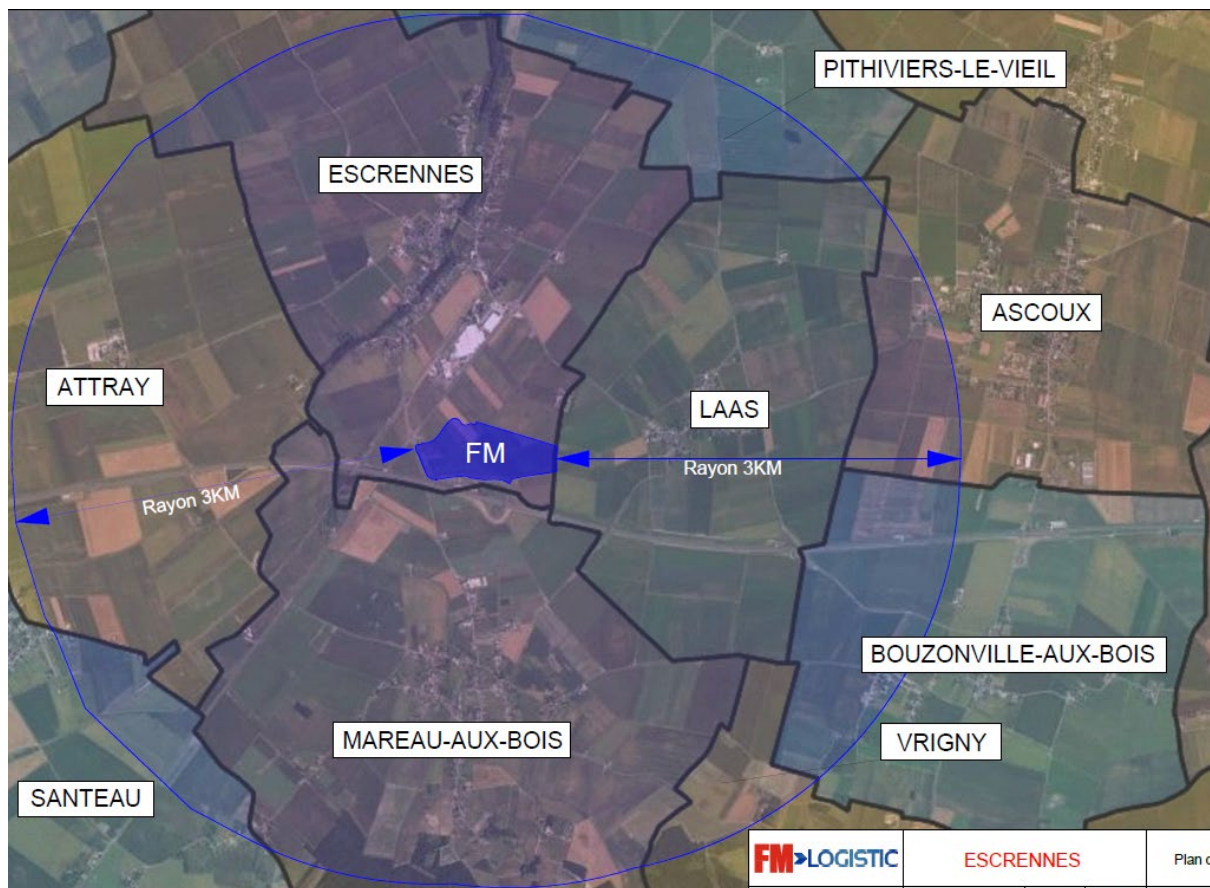 PITHIVIERS-LE-VIEIL
ESCRENNES
ASCOUX
ATTRAY
LAAS
FM
Rayon 3KM
Rayon 3KM
BOUZONVILLE-AUX-BOIS
MAREAU-AUX-BOIS
VRIGNY
SANTEAU
FM>LOGISTIC
ESCRENNES
Plan